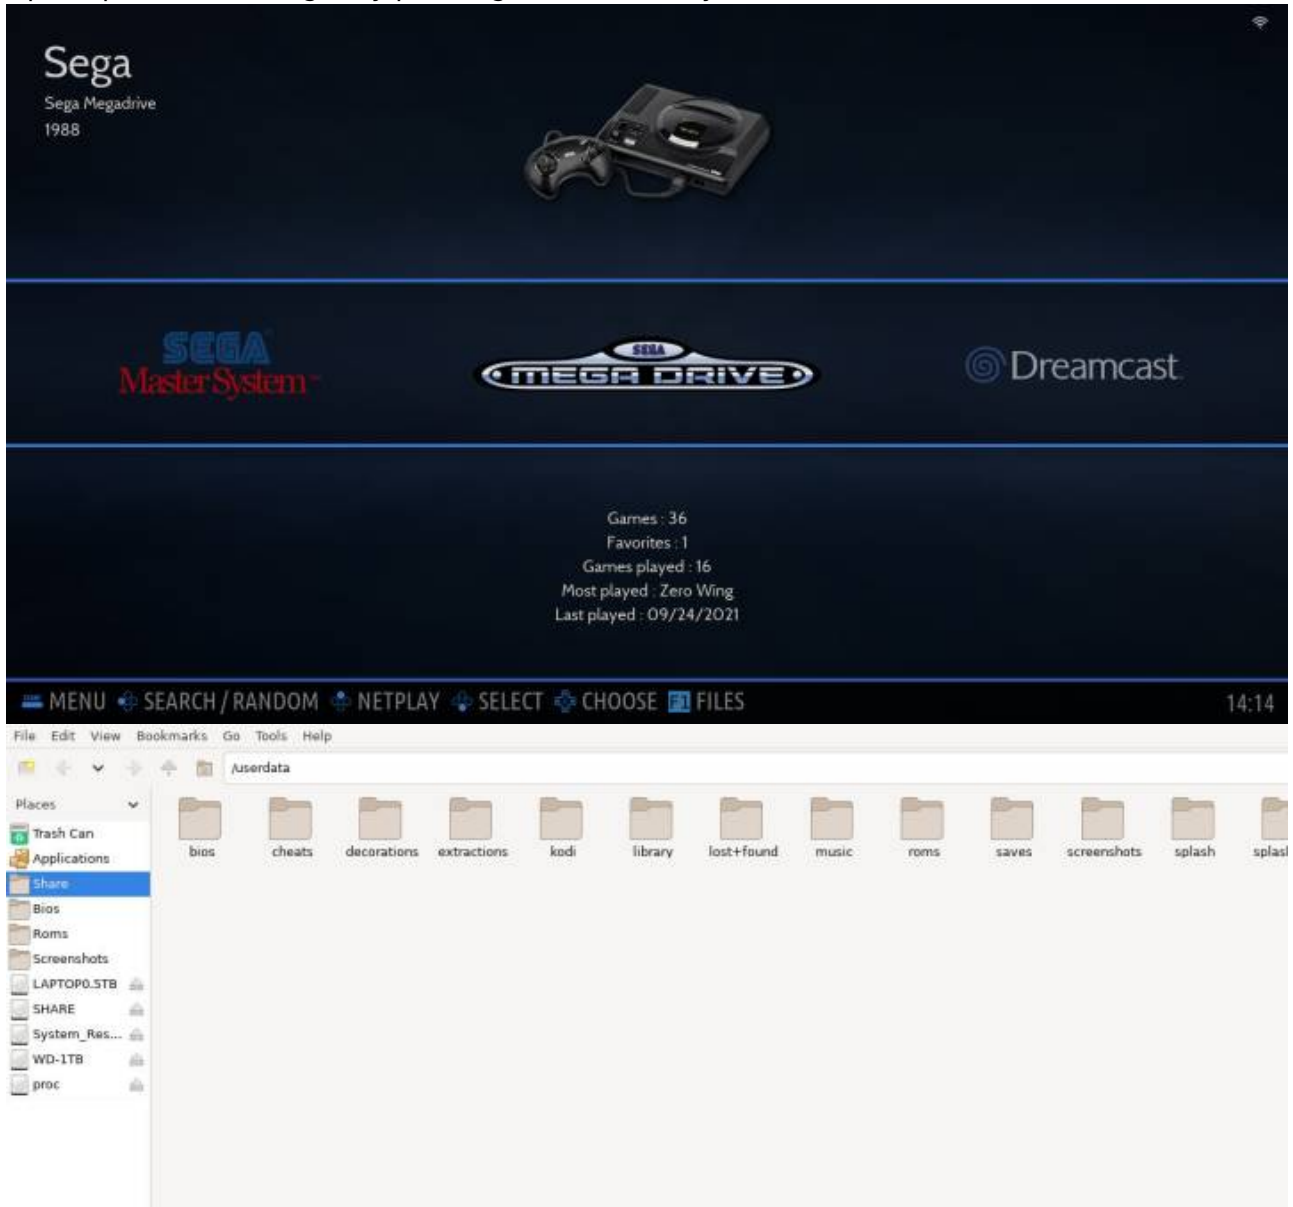 Sega
Sega Megadrive
1988
SEGA
Master System
SEGA
MEGA DRIVE
Dreamcast
Games : 36
Favorites : 1
Games played : 16
Most played : Zero Wing
Last played : 09/24/2021
MENU SEARCH / RANDOM NETPLAY SELECT CHOOSE F1 FILES 14:14
File Edit View Bookmarks Go Tools Help
/userdata
Places
Trash Can
Applications
Share
Bios
Roms
Screenshots
LAPTOP0.5TB
SHARE
System_Res...
WD-1TB
proc
bios cheats decorations extractions kodi library lost+found music roms saves screenshots splash splash